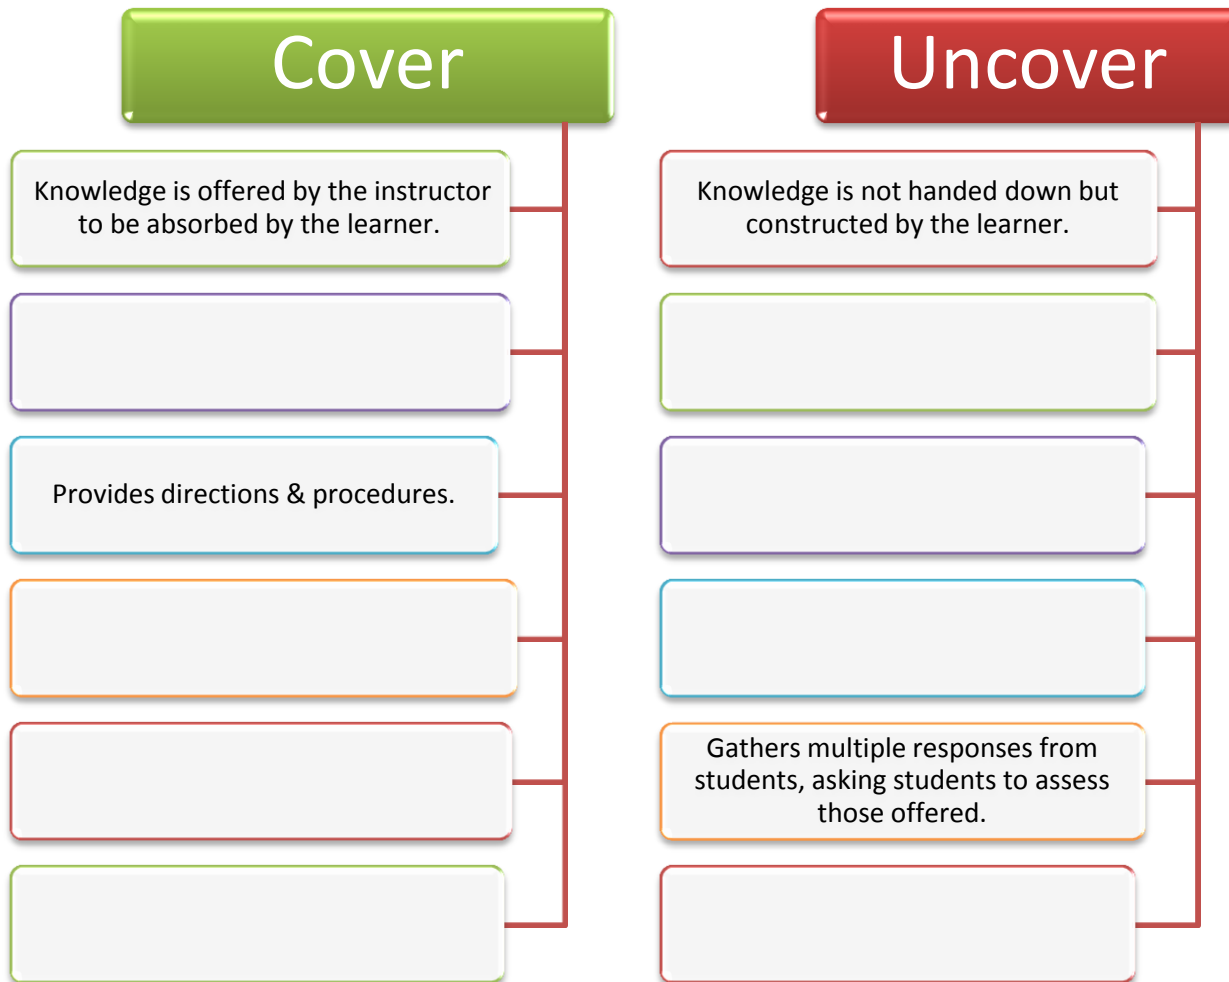 Cover
Knowledge is offered by the instructor
to be absorbed by the learner.
Provides directions & procedures.
Uncover
Knowledge is not handed down but
constructed by the learner.
Gathers multiple responses from
students, asking students to assess
those offered.